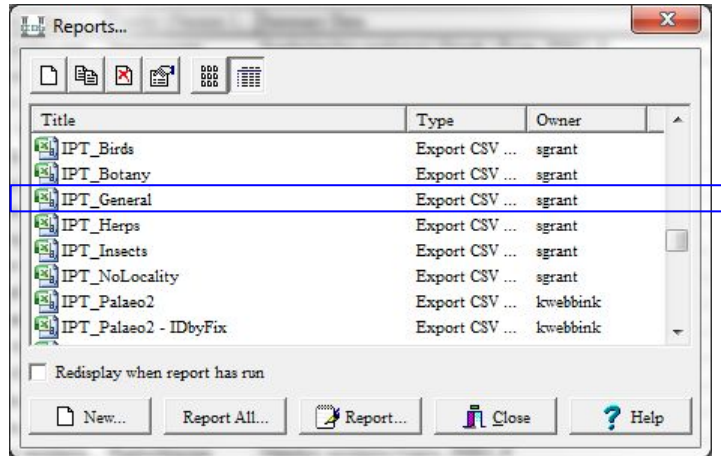 Reports...
Title Type Owner
IPT_Birds Export CSV ... sgrant
IPT_Botany Export CSV ... sgrant
IPT_General Export CSV ... sgrant
IPT_Herps Export CSV ... sgrant
IPT_Insects Export CSV ... sgrant
IPT_NoLocality Export CSV ... sgrant
IPT_Palaeo2 Export CSV ... kwebbink
IPT_Palaeo2 - IDbyFix Export CSV ... kwebbink
Redisplay when report has run
New... Report All... Report... Close Help